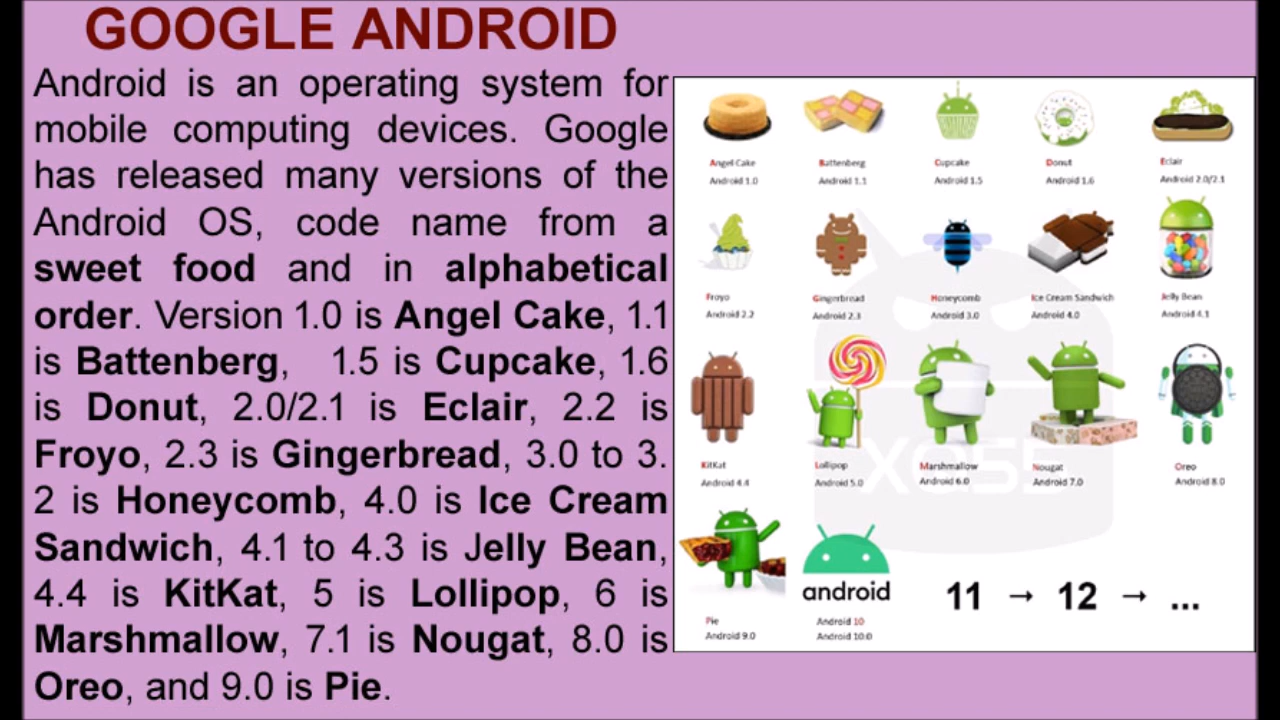 GOOGLE ANDROID
Android is an operating system for
mobile computing devices. Google
has released many versions of the
Android OS, code name from a
sweet food and in alphabetical
order. Version 1.0 is Angel Cake, 1.1
is Battenberg, 1.5 is Cupcake, 1.6
is Donut, 2.0/2.1 is Eclair, 2.2 is
Froyo, 2.3 is Gingerbread, 3.0 to 3.
2 is Honeycomb, 4.0 is Ice Cream
Sandwich, 4.1 to 4.3 is Jelly Bean,
4.4 is KitKat, 5 is Lollipop, 6 is
Marshmallow, 7.1 is Nougat, 8.0 is
Oreo, and 9.0 is Pie.
Angel Cake
Android 1.0
Battenberg
Android 1.1
Cupcake
Android 1.5
Donut
Android 1.6
Eclair
Android 2.0/2.1
Froyo
Android 2.2
Gingerbread
Android 2.3
Honeycomb
Android 3.0
Ice Cream Sandwich
Android 4.0
Jelly Bean
Android 4.1
KitKat
Android 4.4
Lollipop
Android 5.0
Marshmallow
Android 6.0
Nougat
Android 7.0
Oreo
Android 8.0
Pie
Android 9.0
android
Android 10
Android 10.0
11 → 12 → ...